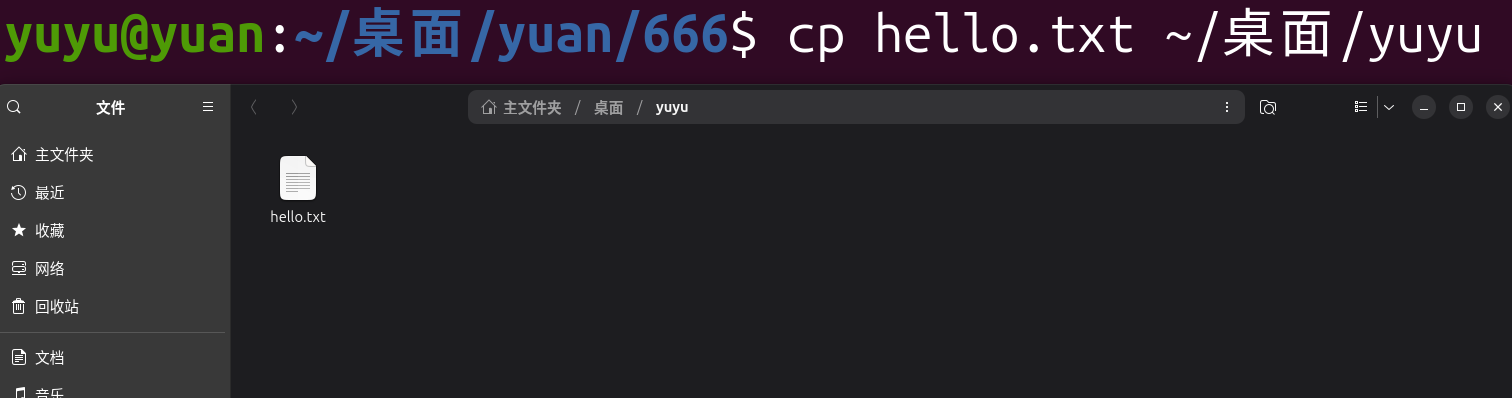 yuyu@yuan:~/桌面/yuan/666$ cp hello.txt ~/桌面/yuyu
文件
主文件夹 / 桌面 / yuyu
主文件夹
最近
收藏
网络
回收站
文档
音乐
hello.txt